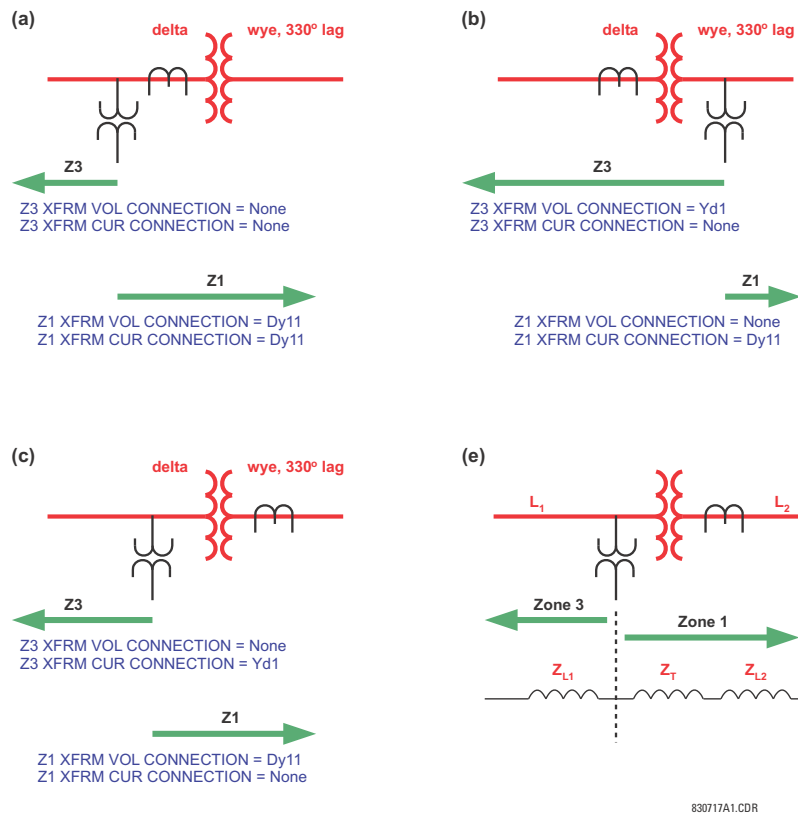 (a)
delta
wye, 330º lag
Z3
Z3 XFRM VOL CONNECTION = None
Z3 XFRM CUR CONNECTION = None
Z1
Z1 XFRM VOL CONNECTION = Dy11
Z1 XFRM CUR CONNECTION = Dy11
(b)
delta
wye, 330º lag
Z3
Z3 XFRM VOL CONNECTION = Yd1
Z3 XFRM CUR CONNECTION = None
Z1
Z1 XFRM VOL CONNECTION = None
Z1 XFRM CUR CONNECTION = Dy11
(c)
delta
wye, 330º lag
Z3
Z3 XFRM VOL CONNECTION = None
Z3 XFRM CUR CONNECTION = Yd1
Z1
Z1 XFRM VOL CONNECTION = Dy11
Z1 XFRM CUR CONNECTION = None
(e)
L1
L2
Zone 3
Zone 1
ZL1
ZT
ZL2
830717A1.CDR